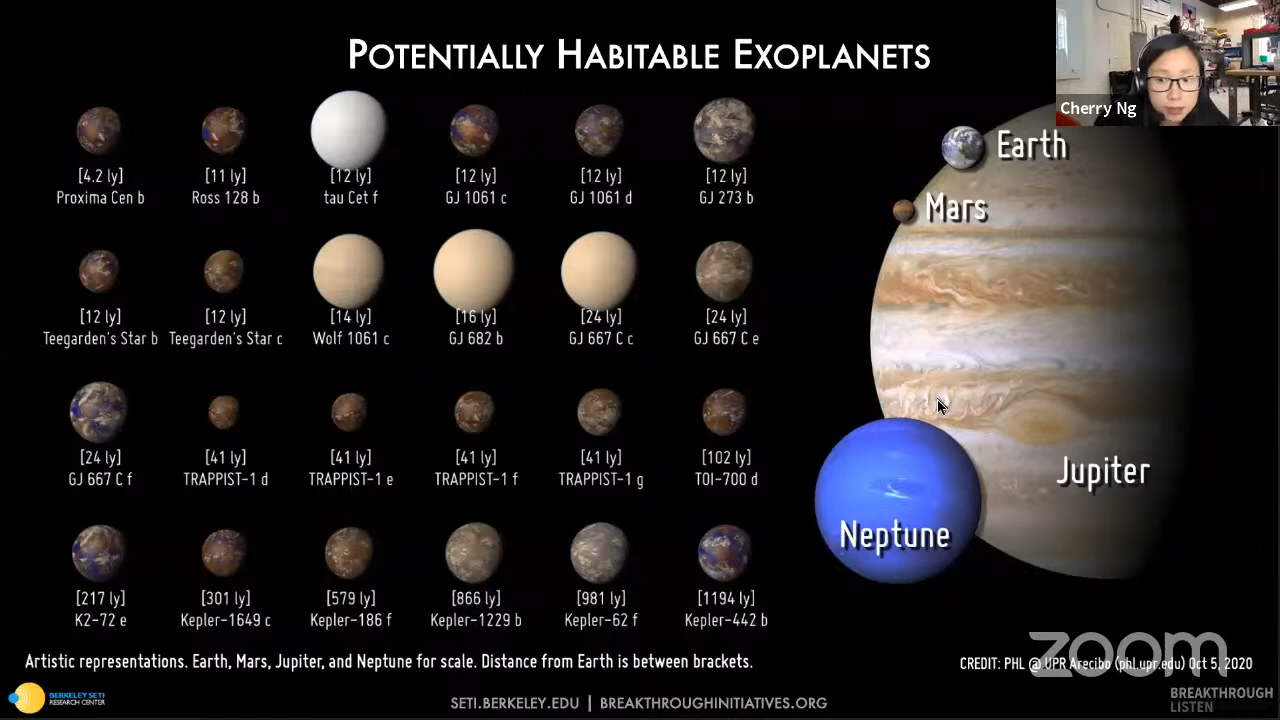 POTENTIALLY HABITABLE EXOPLANETS
Cherry Ng
[4.2 ly]
Proxima Cen b
[11 ly]
Ross 128 b
[12 ly]
tau Cet f
[12 ly]
GJ 1061 c
[12 ly]
GJ 1061 d
[12 ly]
GJ 273 b
Earth
Mars
[12 ly]
Teegarden's Star b
[12 ly]
Teegarden's Star c
[14 ly]
Wolf 1061 c
[16 ly]
GJ 682 b
[24 ly]
GJ 667 C c
[24 ly]
GJ 667 C e
[24 ly]
GJ 667 C f
[41 ly]
TRAPPIST-1 d
[41 ly]
TRAPPIST-1 e
[41 ly]
TRAPPIST-1 f
[41 ly]
TRAPPIST-1 g
[102 ly]
TOI-700 d
Jupiter
Neptune
[217 ly]
K2-72 e
[301 ly]
Kepler-1649 c
[579 ly]
Kepler-186 f
[866 ly]
Kepler-1229 b
[981 ly]
Kepler-62 f
[1194 ly]
Kepler-442 b
Artistic representations. Earth, Mars, Jupiter, and Neptune for scale. Distance from Earth is between brackets.
zoom
CREDIT: PHL @ UPR Arecibo (phl.upr.edu) Oct 5, 2020
BERKELEY SETI
RESEARCH CENTER
SETI.BERKELEY.EDU | BREAKTHROUGHINITIATIVES.ORG
BREAKTHROUGH
LISTEN